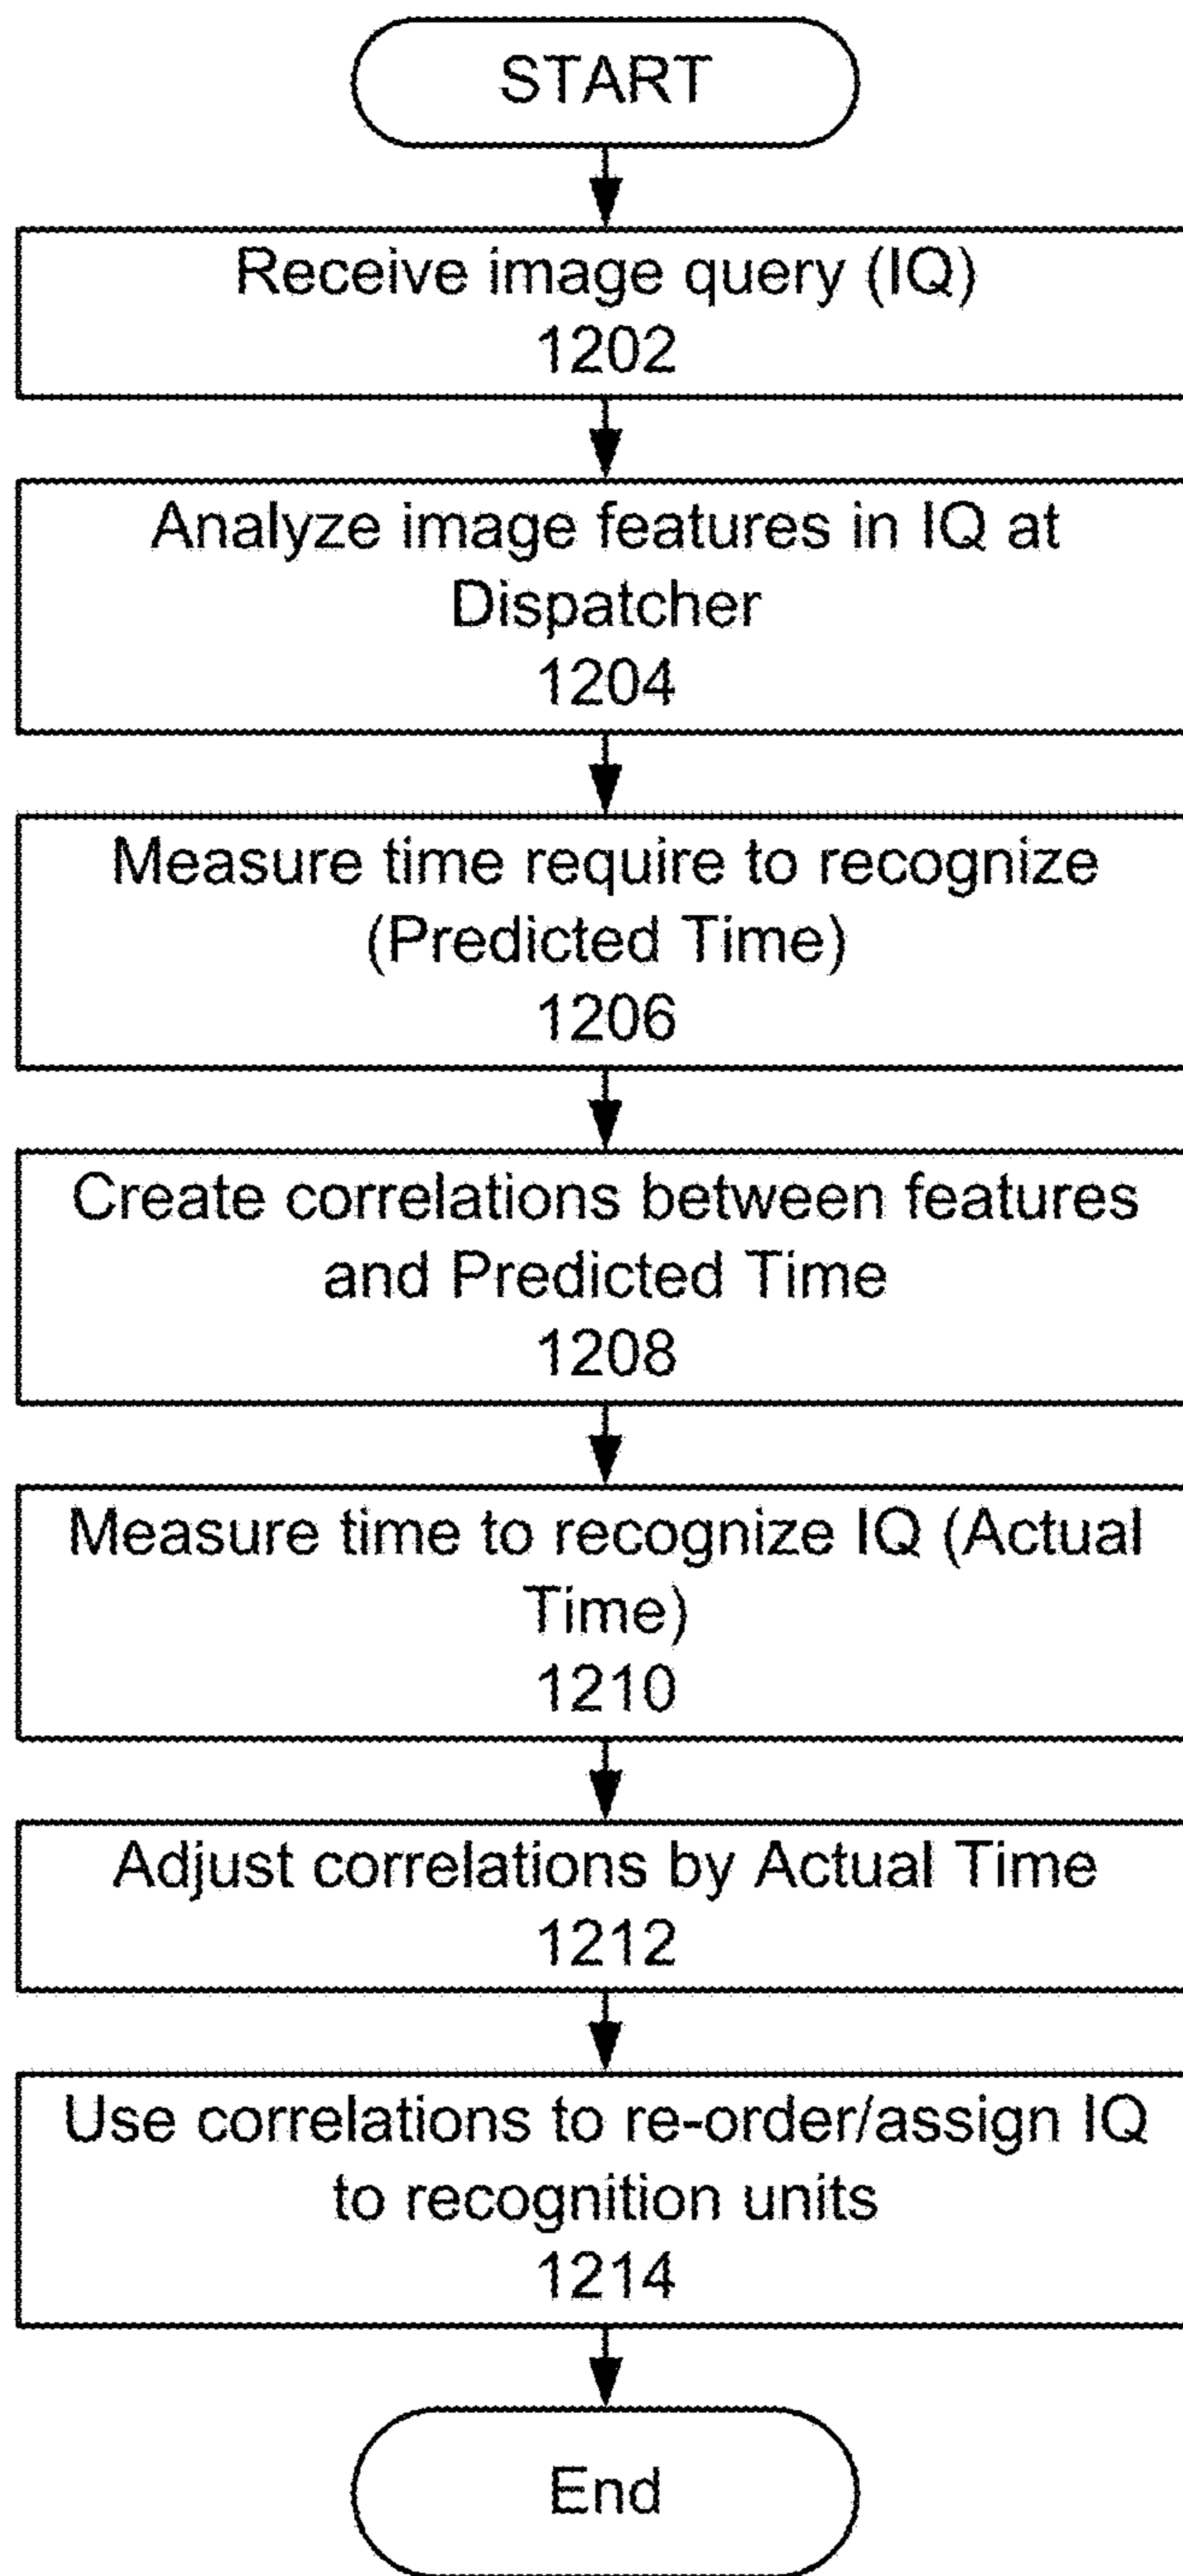 START
Receive image query (IQ)
1202
Analyze image features in IQ at
Dispatcher
1204
Measure time require to recognize
(Predicted Time)
1206
Create correlations between features
and Predicted Time
1208
Measure time to recognize IQ (Actual
Time)
1210
Adjust correlations by Actual Time
1212
Use correlations to re-order/assign IQ
to recognition units
1214
End